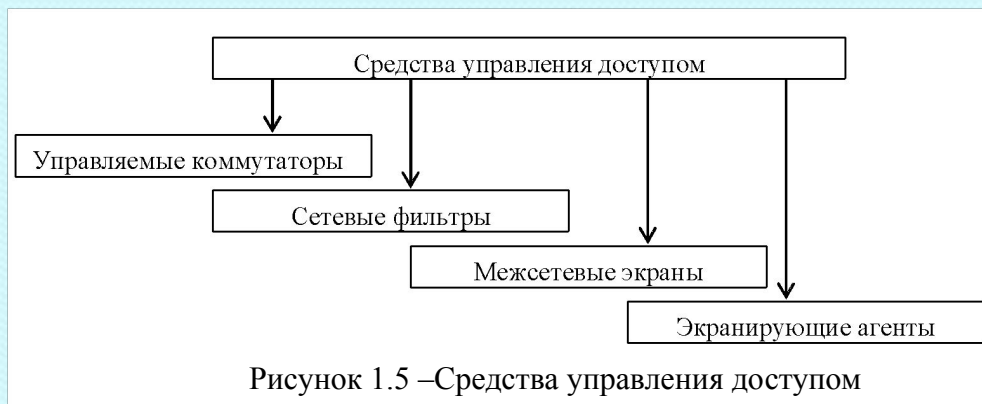 Средства управления доступом
Управляемые коммутаторы
Сетевые фильтры
Межсетевые экраны
Экранирующие агенты
Рисунок 1.5 –Средства управления доступом